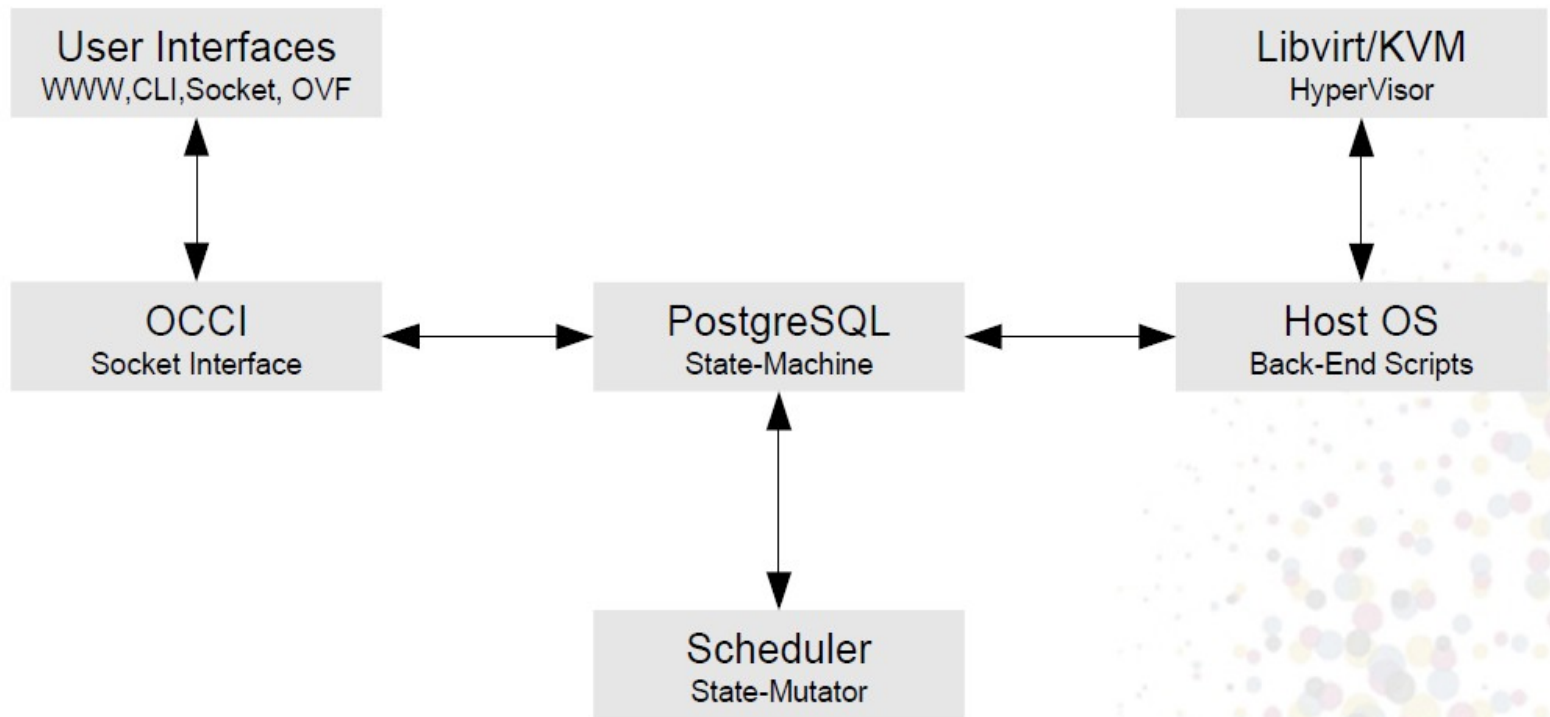 User Interfaces
WWW,CLI,Socket, OVF
Libvirt/KVM
HyperVisor
OCCI
Socket Interface
PostgreSQL
State-Machine
Host OS
Back-End Scripts
Scheduler
State-Mutator